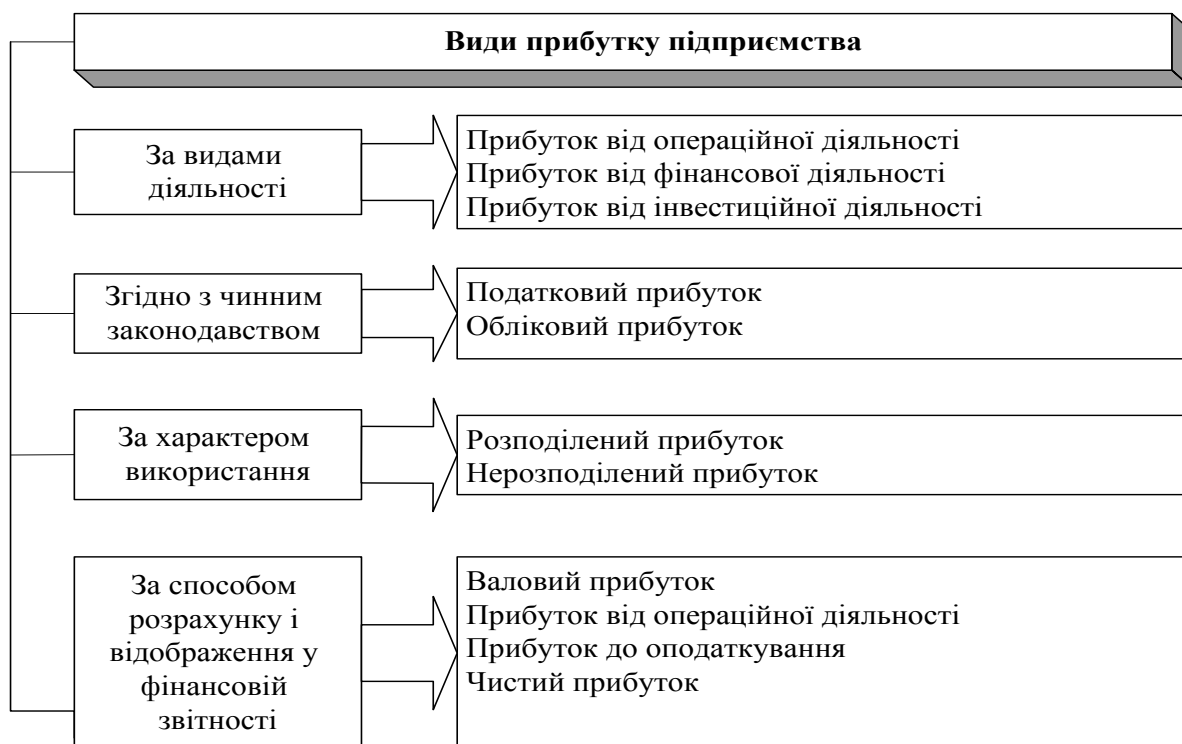 Види прибутку підприємства
За видами
діяльності
Прибуток від операційної діяльності
Прибуток від фінансової діяльності
Прибуток від інвестиційної діяльності
Згідно з чинним
законодавством
Податковий прибуток
Обліковий прибуток
За характером
використання
Розподілений прибуток
Нерозподілений прибуток
За способом
розрахунку і
відображення у
фінансовій
звітності
Валовий прибуток
Прибуток від операційної діяльності
Прибуток до оподаткування
Чистий прибуток